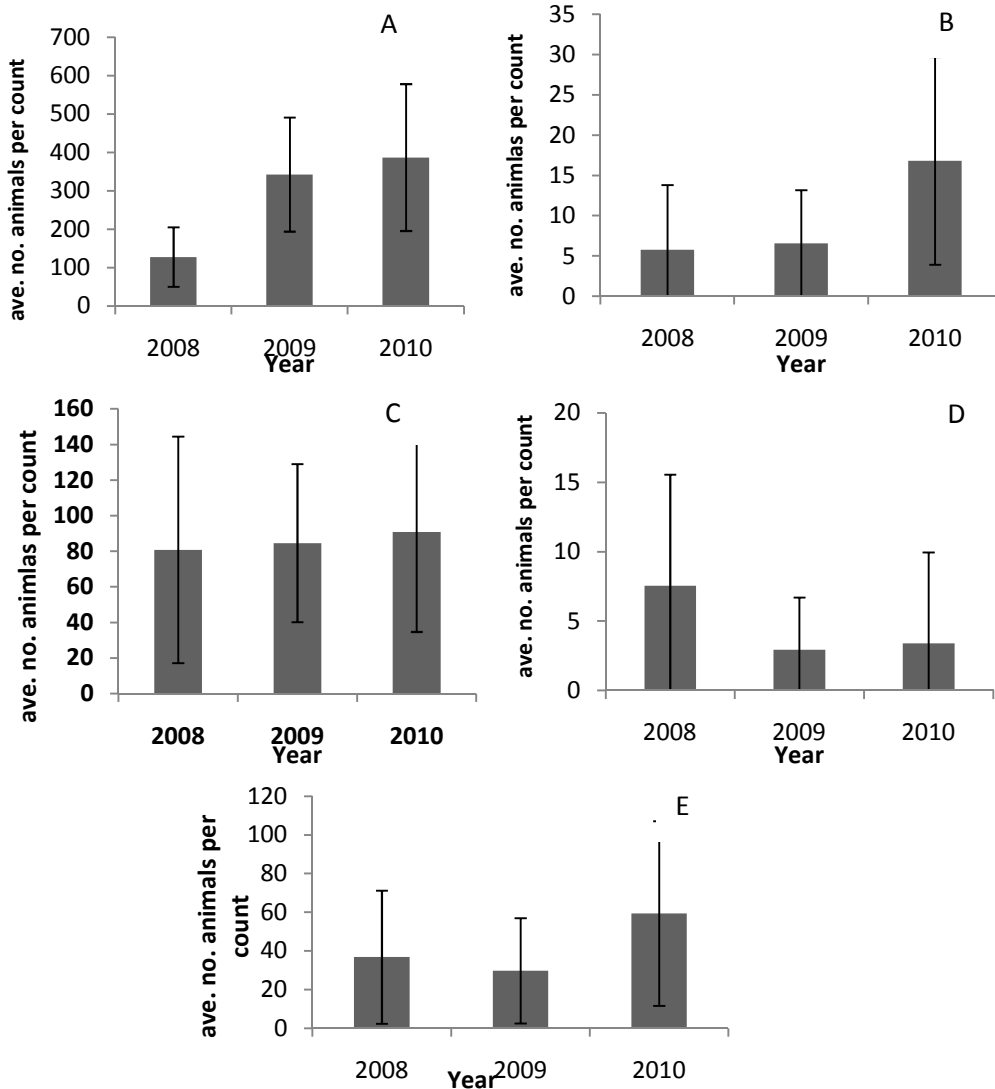 A
ave. no. animals per count
700
600
500
400
300
200
100
0
2008 2009 2010
Year
B
ave. no. animlas per count
35
30
25
20
15
10
5
0
2008 2009 2010
Year
C
ave. no. animlas per count
160
140
120
100
80
60
40
20
0
2008 2009 2010
Year
D
ave. no. animals per count
20
15
10
5
0
2008 2009 2010
Year
E
ave. no. animals per
count
120
100
80
60
40
20
0
2008 2009 2010
Year